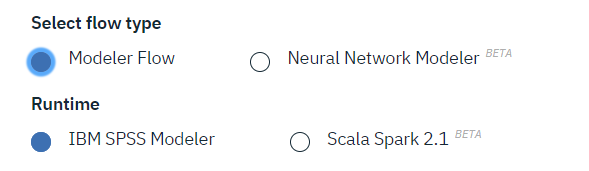 Select flow type
Modeler Flow Neural Network Modeler BETA
Runtime
IBM SPSS Modeler Scala Spark 2.1 BETA